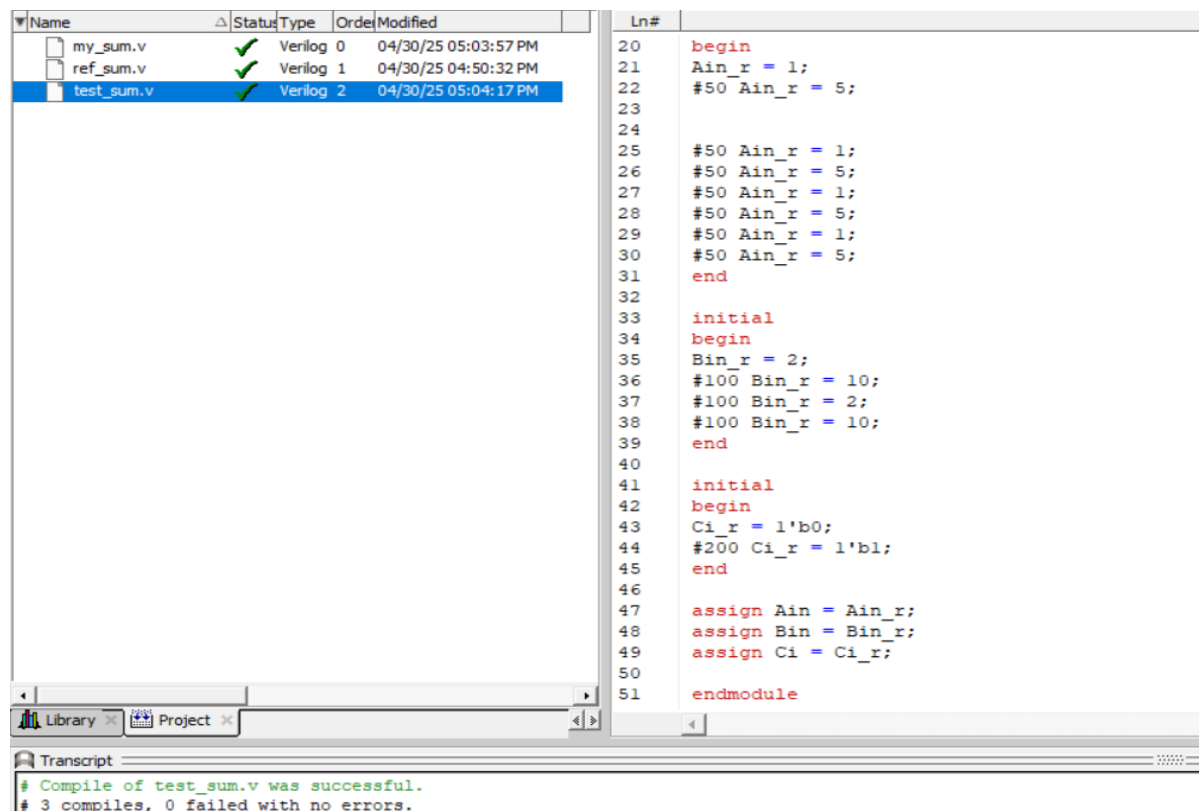 Name Status Type Order Modified
my_sum.v Verilog 0 04/30/25 05:03:57 PM
ref_sum.v Verilog 1 04/30/25 04:50:32 PM
test_sum.v Verilog 2 04/30/25 05:04:17 PM
Library Project
Ln#
20 begin
21 Ain_r = 1;
22 #50 Ain_r = 5;
23
24
25 #50 Ain_r = 1;
26 #50 Ain_r = 5;
27 #50 Ain_r = 1;
28 #50 Ain_r = 5;
29 #50 Ain_r = 1;
30 #50 Ain_r = 5;
31 end
32
33 initial
34 begin
35 Bin_r = 2;
36 #100 Bin_r = 10;
37 #100 Bin_r = 2;
38 #100 Bin_r = 10;
39 end
40
41 initial
42 begin
43 Ci_r = 1'b0;
44 #200 Ci_r = 1'b1;
45 end
46
47 assign Ain = Ain_r;
48 assign Bin = Bin_r;
49 assign Ci = Ci_r;
50
51 endmodule
Transcript
# Compile of test_sum.v was successful.
# 3 compiles, 0 failed with no errors.